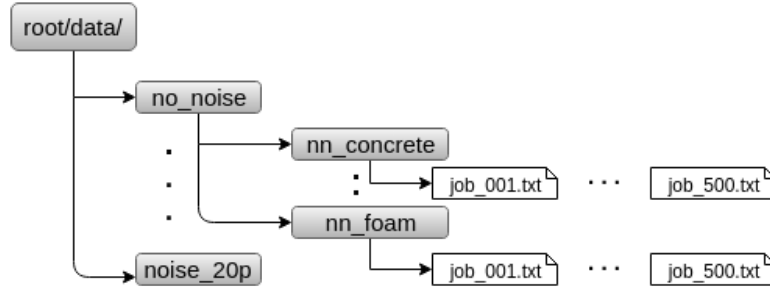 root/data/
no_noise
nn_concrete
job_001.txt ... job_500.txt
nn_foam
noise_20p
job_001.txt ... job_500.txt